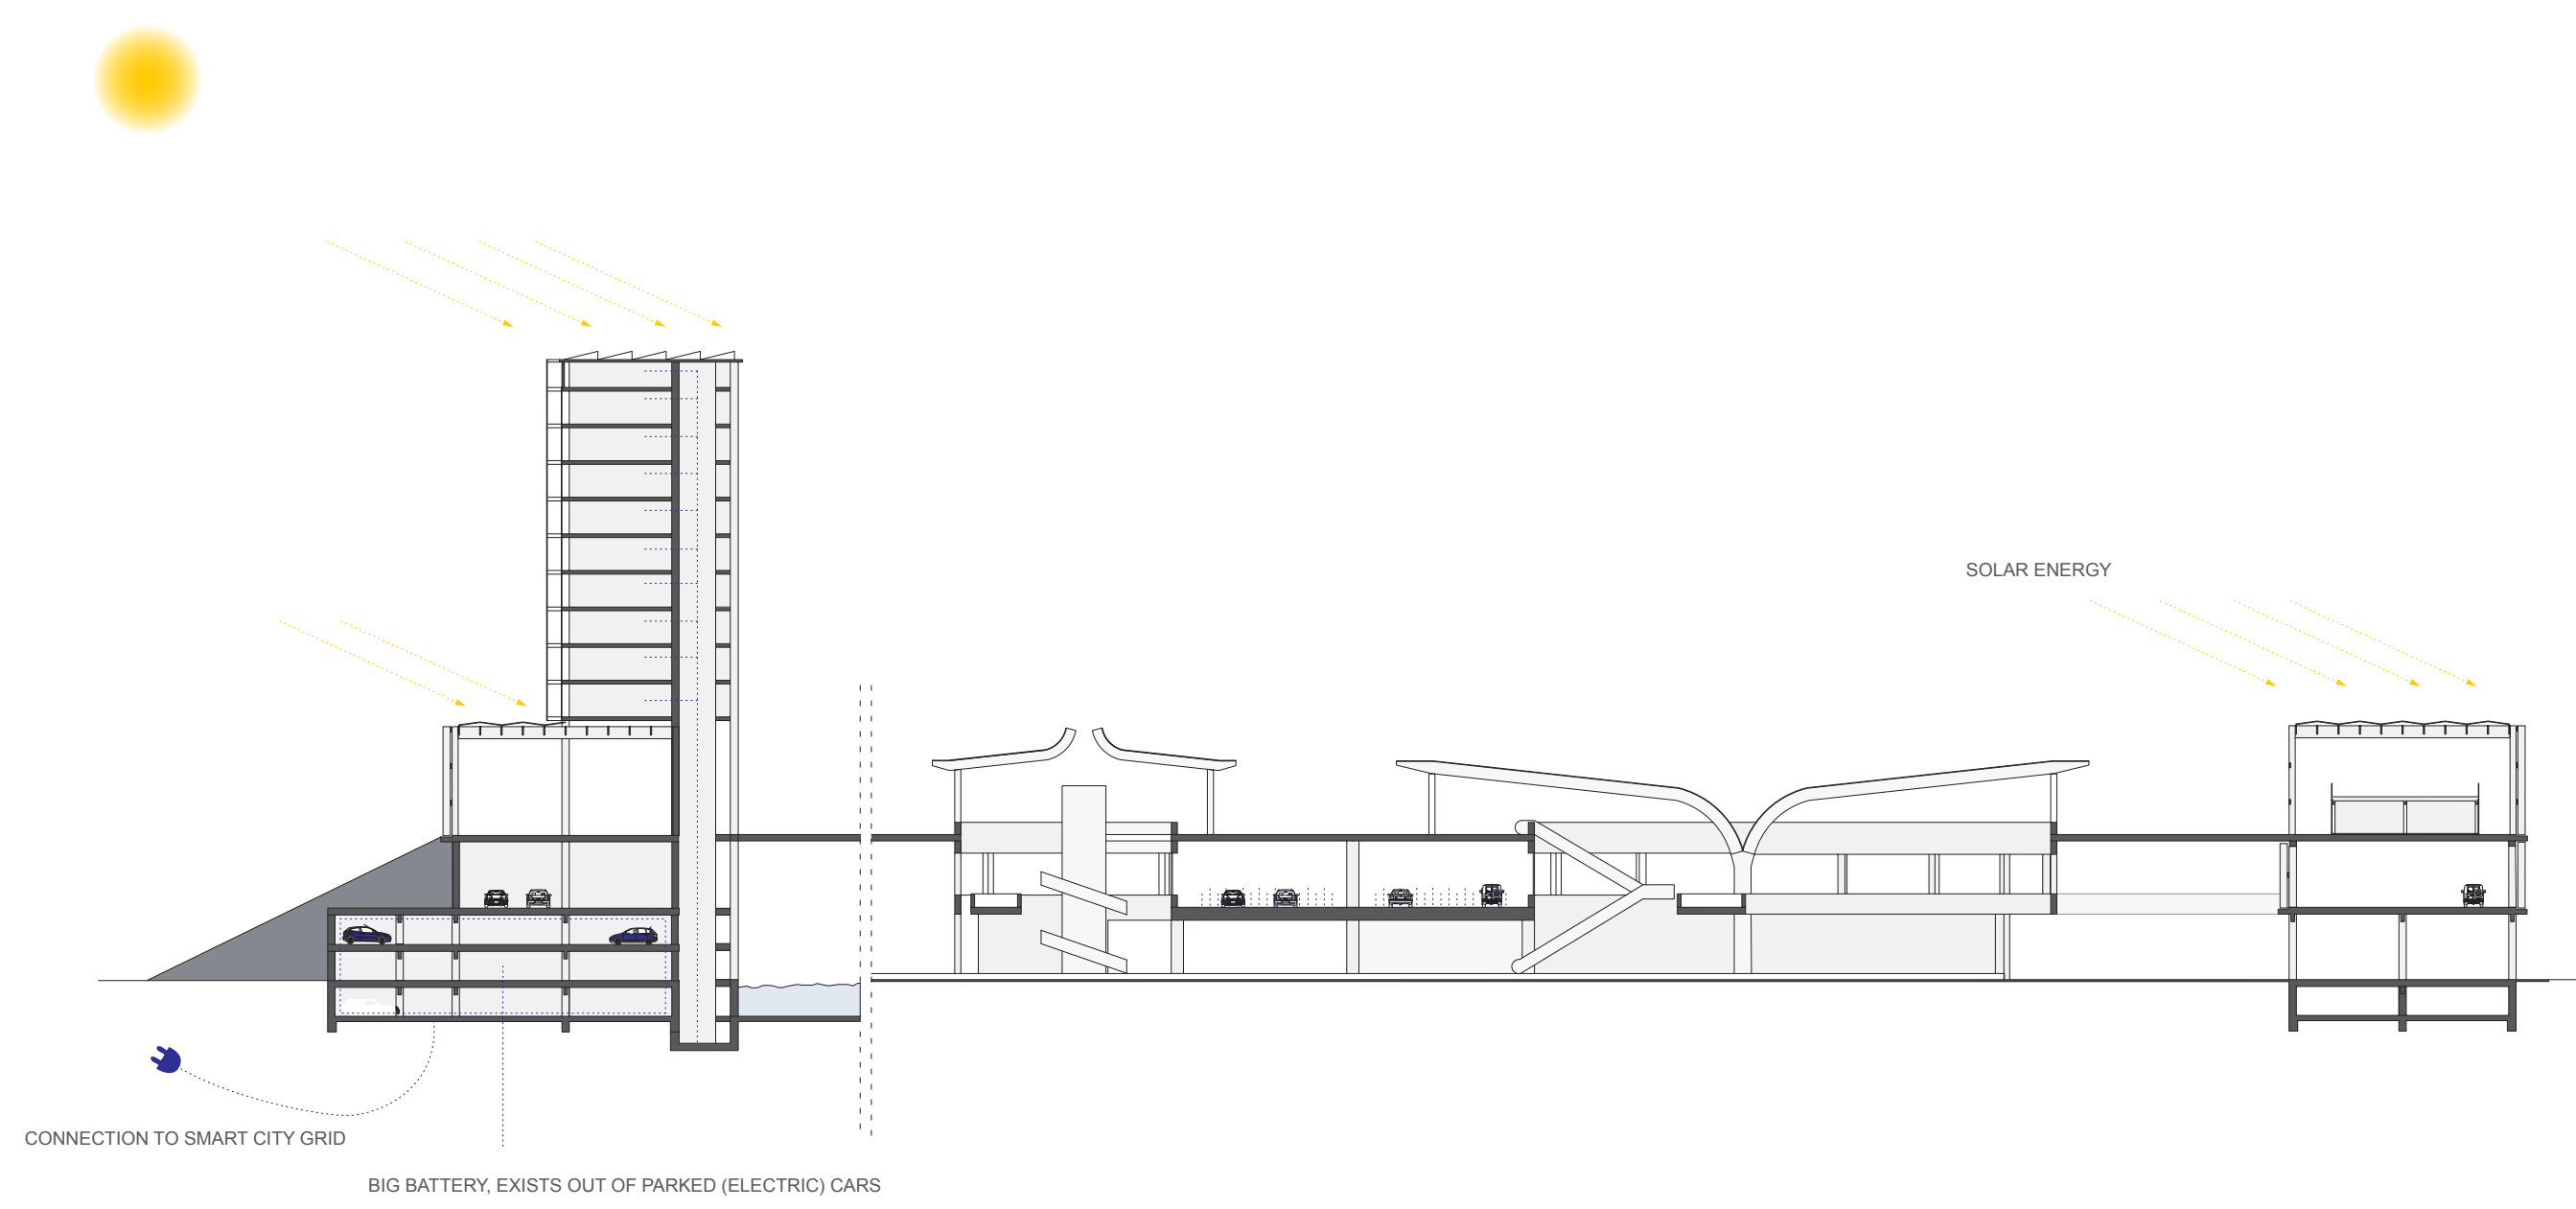 SOLAR ENERGY
CONNECTION TO SMART CITY GRID
BIG BATTERY, EXISTS OUT OF PARKED (ELECTRIC) CARS